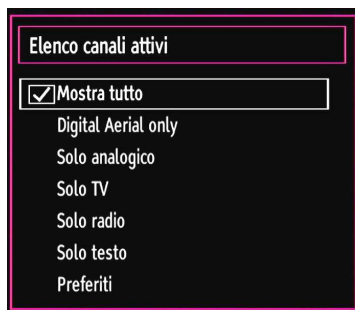 Elenco canali attivi
Mostra tutto
Digital Aerial only
Solo analogico
Solo TV
Solo radio
Solo testo
Preferiti